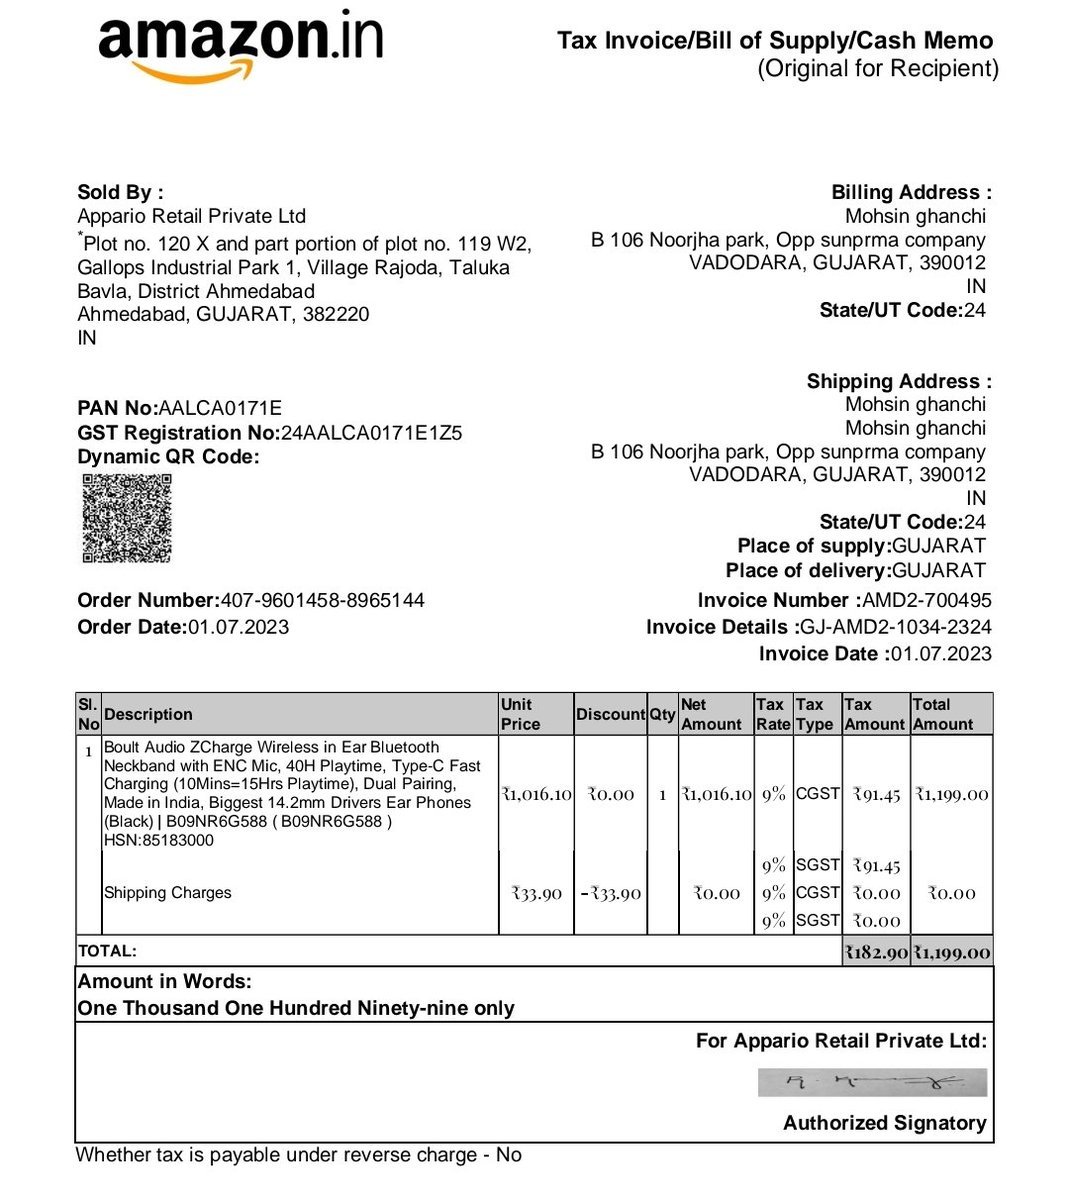 amazon.in
Tax Invoice/Bill of Supply/Cash Memo
(Original for Recipient)
Sold By :
Appario Retail Private Ltd
*Plot no. 120 X and part portion of plot no. 119 W2,
Gallops Industrial Park 1, Village Rajoda, Taluka
Bavla, District Ahmedabad
Ahmedabad, GUJARAT, 382220
IN
Billing Address :
Mohsin ghanchi
B 106 Noorjha park, Opp sunprma company
VADODARA, GUJARAT, 390012
IN
State/UT Code:24
PAN No:AALCA0171E
GST Registration No:24AALCA0171E1Z5
Dynamic QR Code:
Shipping Address :
Mohsin ghanchi
Mohsin ghanchi
B 106 Noorjha park, Opp sunprma company
VADODARA, GUJARAT, 390012
IN
State/UT Code:24
Place of supply:GUJARAT
Place of delivery:GUJARAT
Order Number:407-9601458-8965144
Order Date:01.07.2023
Invoice Number :AMD2-700495
Invoice Details :GJ-AMD2-1034-2324
Invoice Date :01.07.2023
Sl. No Description Unit Price Discount Qty Net Amount Tax Rate Tax Type Tax Amount Total Amount
1 Boult Audio ZCharge Wireless in Ear Bluetooth
Neckband with ENC Mic, 40H Playtime, Type-C Fast
Charging (10Mins=15Hrs Playtime), Dual Pairing,
Made in India, Biggest 14.2mm Drivers Ear Phones
(Black) | B09NR6G588 ( B09NR6G588 )
HSN:85183000
₹1,016.10 ₹0.00 1 ₹1,016.10 9% CGST ₹91.45 ₹1,199.00
9% SGST ₹91.45
Shipping Charges ₹33.90 -₹33.90 ₹0.00 9% CGST ₹0.00 ₹0.00
9% SGST ₹0.00
TOTAL: ₹182.90 ₹1,199.00
Amount in Words:
One Thousand One Hundred Ninety-nine only
For Appario Retail Private Ltd:
Authorized Signatory
Whether tax is payable under reverse charge - No